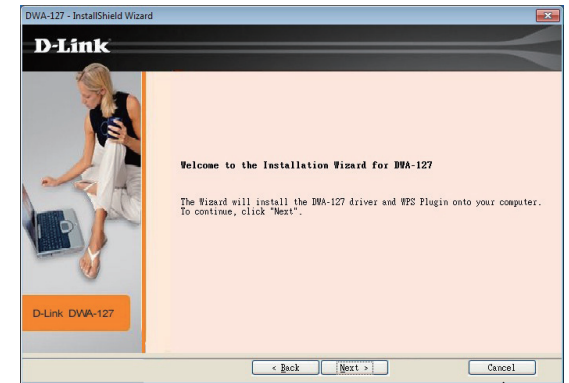 DWA-127 - InstallShield Wizard
D-Link
Welcome to the Installation Wizard for DWA-127
The Wizard will install the DWA-127 driver and WPS Plugin onto your computer.
To continue, click "Next".
D-Link DWA-127
< Back
Next >
Cancel